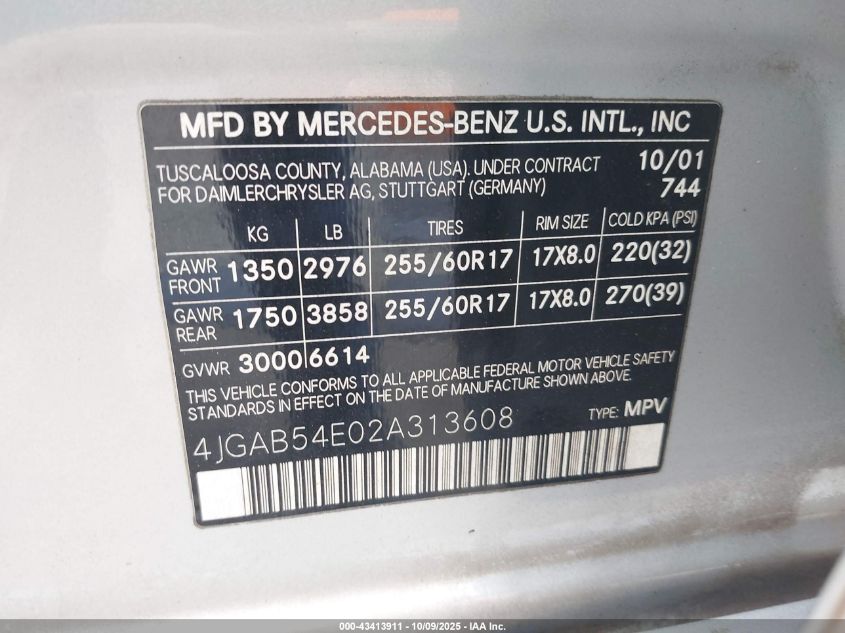 MFD BY MERCEDES-BENZ U.S. INTL., INC
TUSCALOOSA COUNTY, ALABAMA (USA). UNDER CONTRACT 10/01
FOR DAIMLERCHRYSLER AG, STUTTGART (GERMANY) 744
KG LB TIRES RIM SIZE COLD KPA (PSI)
GAWR FRONT 1350 2976 255/60R17 17X8.0 220(32)
GAWR REAR 1750 3858 255/60R17 17X8.0 270(39)
GVWR 3000 6614
THIS VEHICLE CONFORMS TO ALL APPLICABLE FEDERAL MOTOR VEHICLE SAFETY
STANDARDS IN EFFECT ON THE DATE OF MANUFACTURE SHOWN ABOVE.
4JGAB54E02A313608 TYPE: MPV
000-43413911 - 10/09/2025 - IAA Inc.